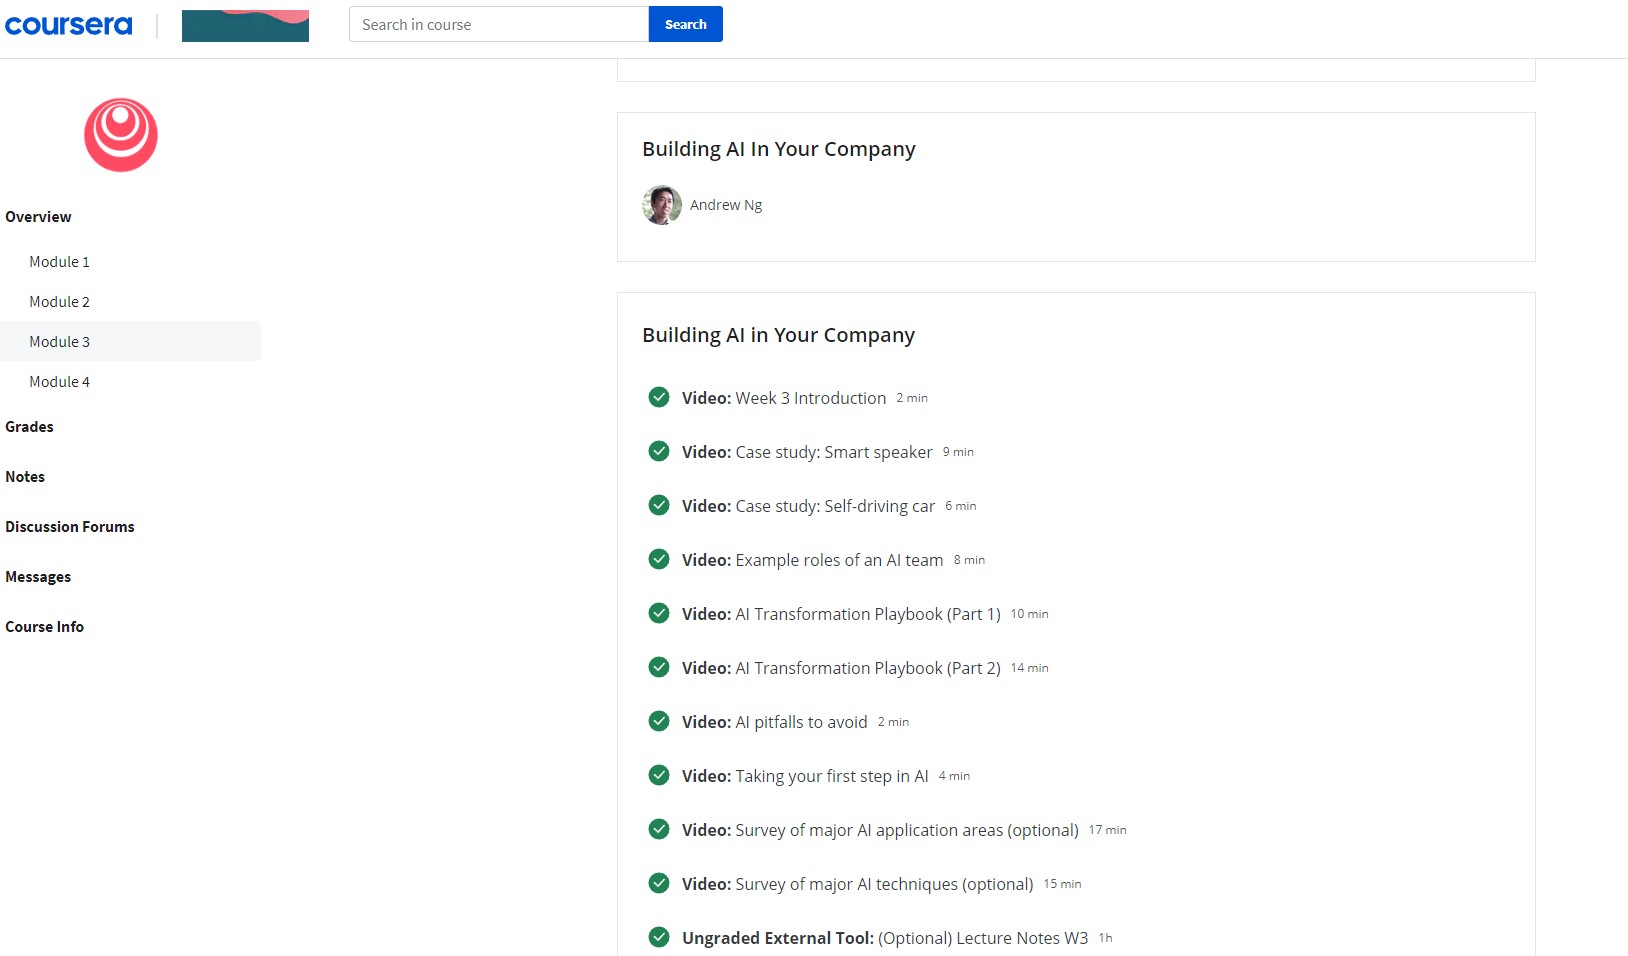 coursera
Search in course
Search
Overview
Module 1
Module 2
Module 3
Module 4
Grades
Notes
Discussion Forums
Messages
Course Info
Building AI In Your Company
Andrew Ng
Building AI in Your Company
Video: Week 3 Introduction 2 min
Video: Case study: Smart speaker 9 min
Video: Case study: Self-driving car 6 min
Video: Example roles of an AI team 8 min
Video: AI Transformation Playbook (Part 1) 10 min
Video: AI Transformation Playbook (Part 2) 14 min
Video: AI pitfalls to avoid 2 min
Video: Taking your first step in AI 4 min
Video: Survey of major AI application areas (optional) 17 min
Video: Survey of major AI techniques (optional) 15 min
Ungraded External Tool: (Optional) Lecture Notes W3 1h